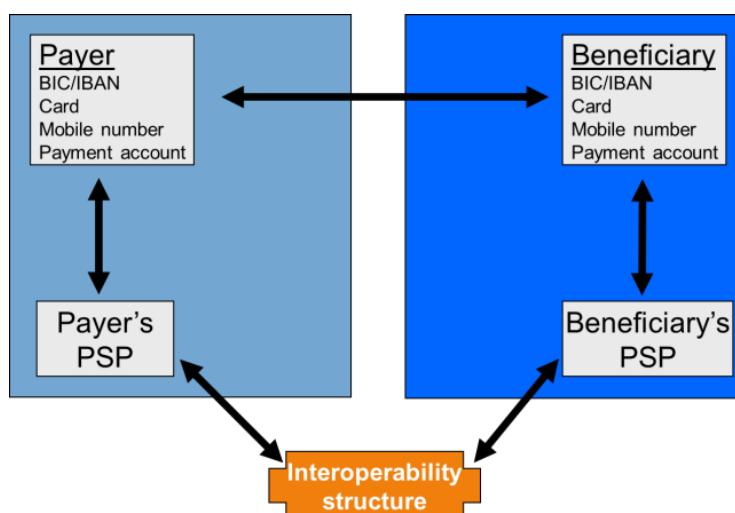 Payer
BIC/IBAN
Card
Mobile number
Payment account
Beneficiary
BIC/IBAN
Card
Mobile number
Payment account
Payer’s
PSP
Beneficiary’s
PSP
Interoperability
structure